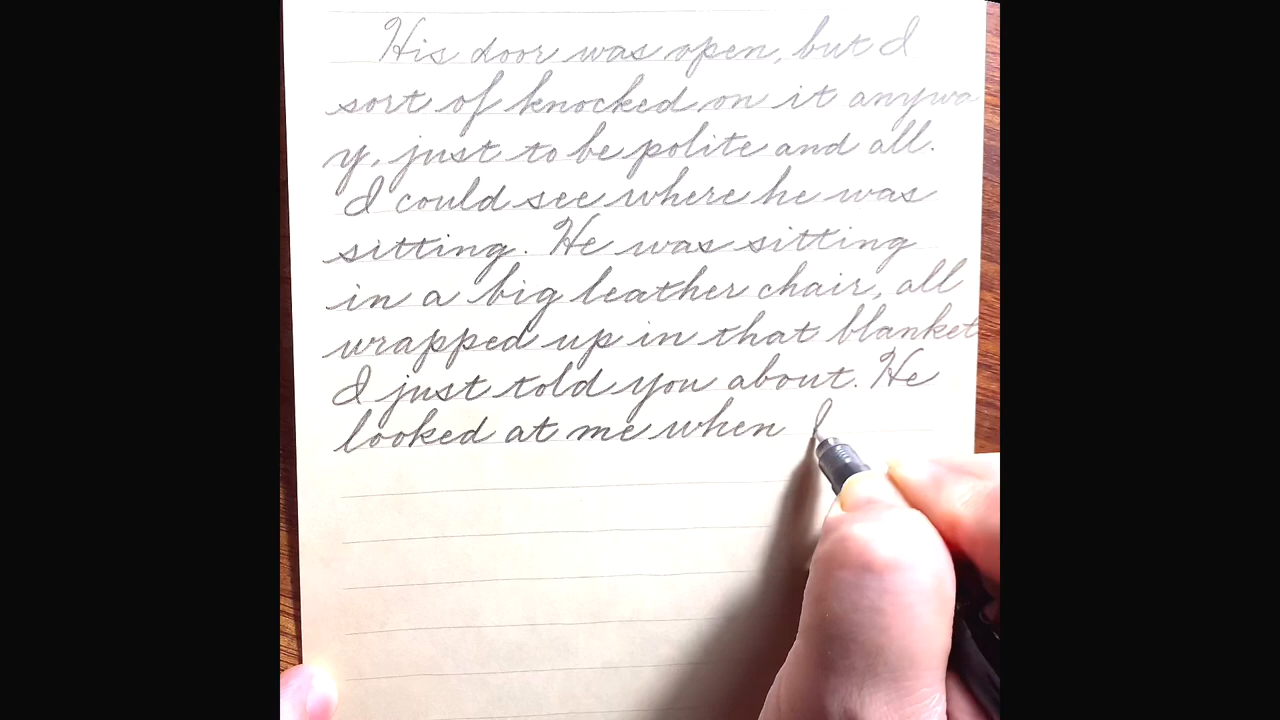 His door was open, but I
sort of knocked on it anywa
y, just to be polite and all.
I could see where he was
sitting. He was sitting
in a big leather chair, all
wrapped up in that blanket
I just told you about. He
looked at me when